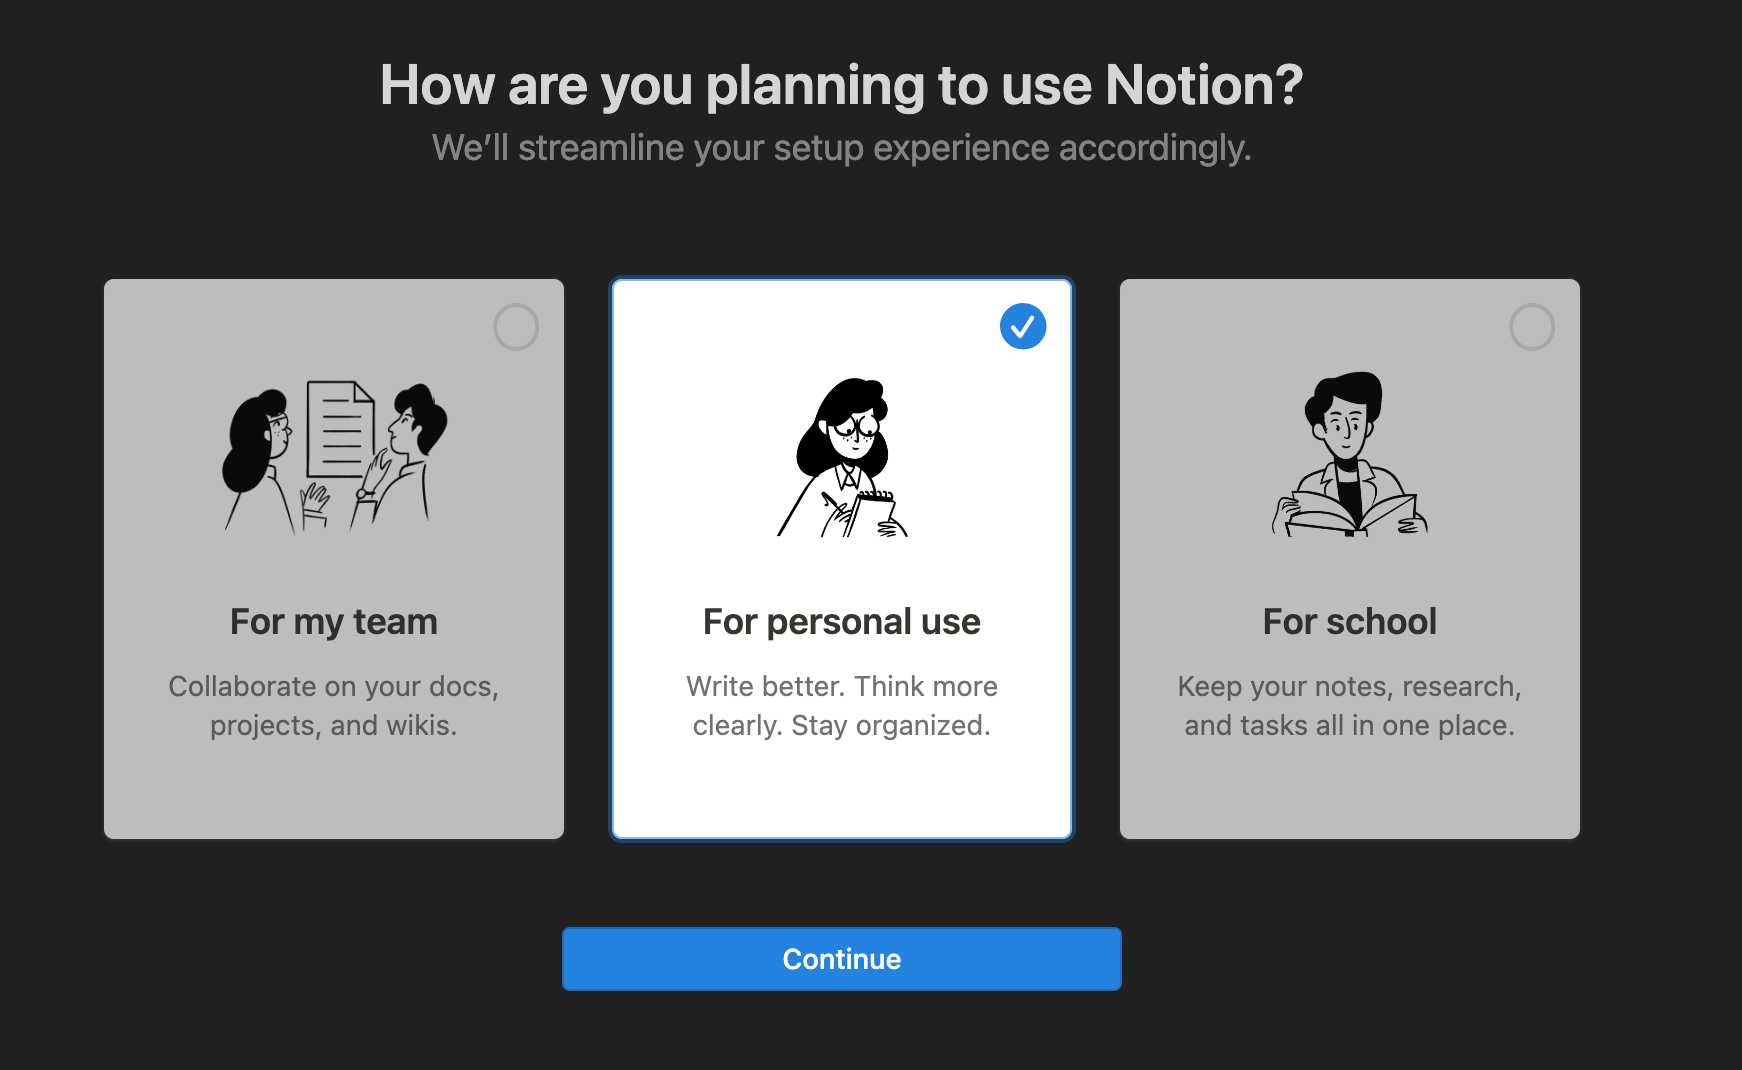 How are you planning to use Notion?
We’ll streamline your setup experience accordingly.
For my team
Collaborate on your docs,
projects, and wikis.
For personal use
Write better. Think more
clearly. Stay organized.
For school
Keep your notes, research,
and tasks all in one place.
Continue